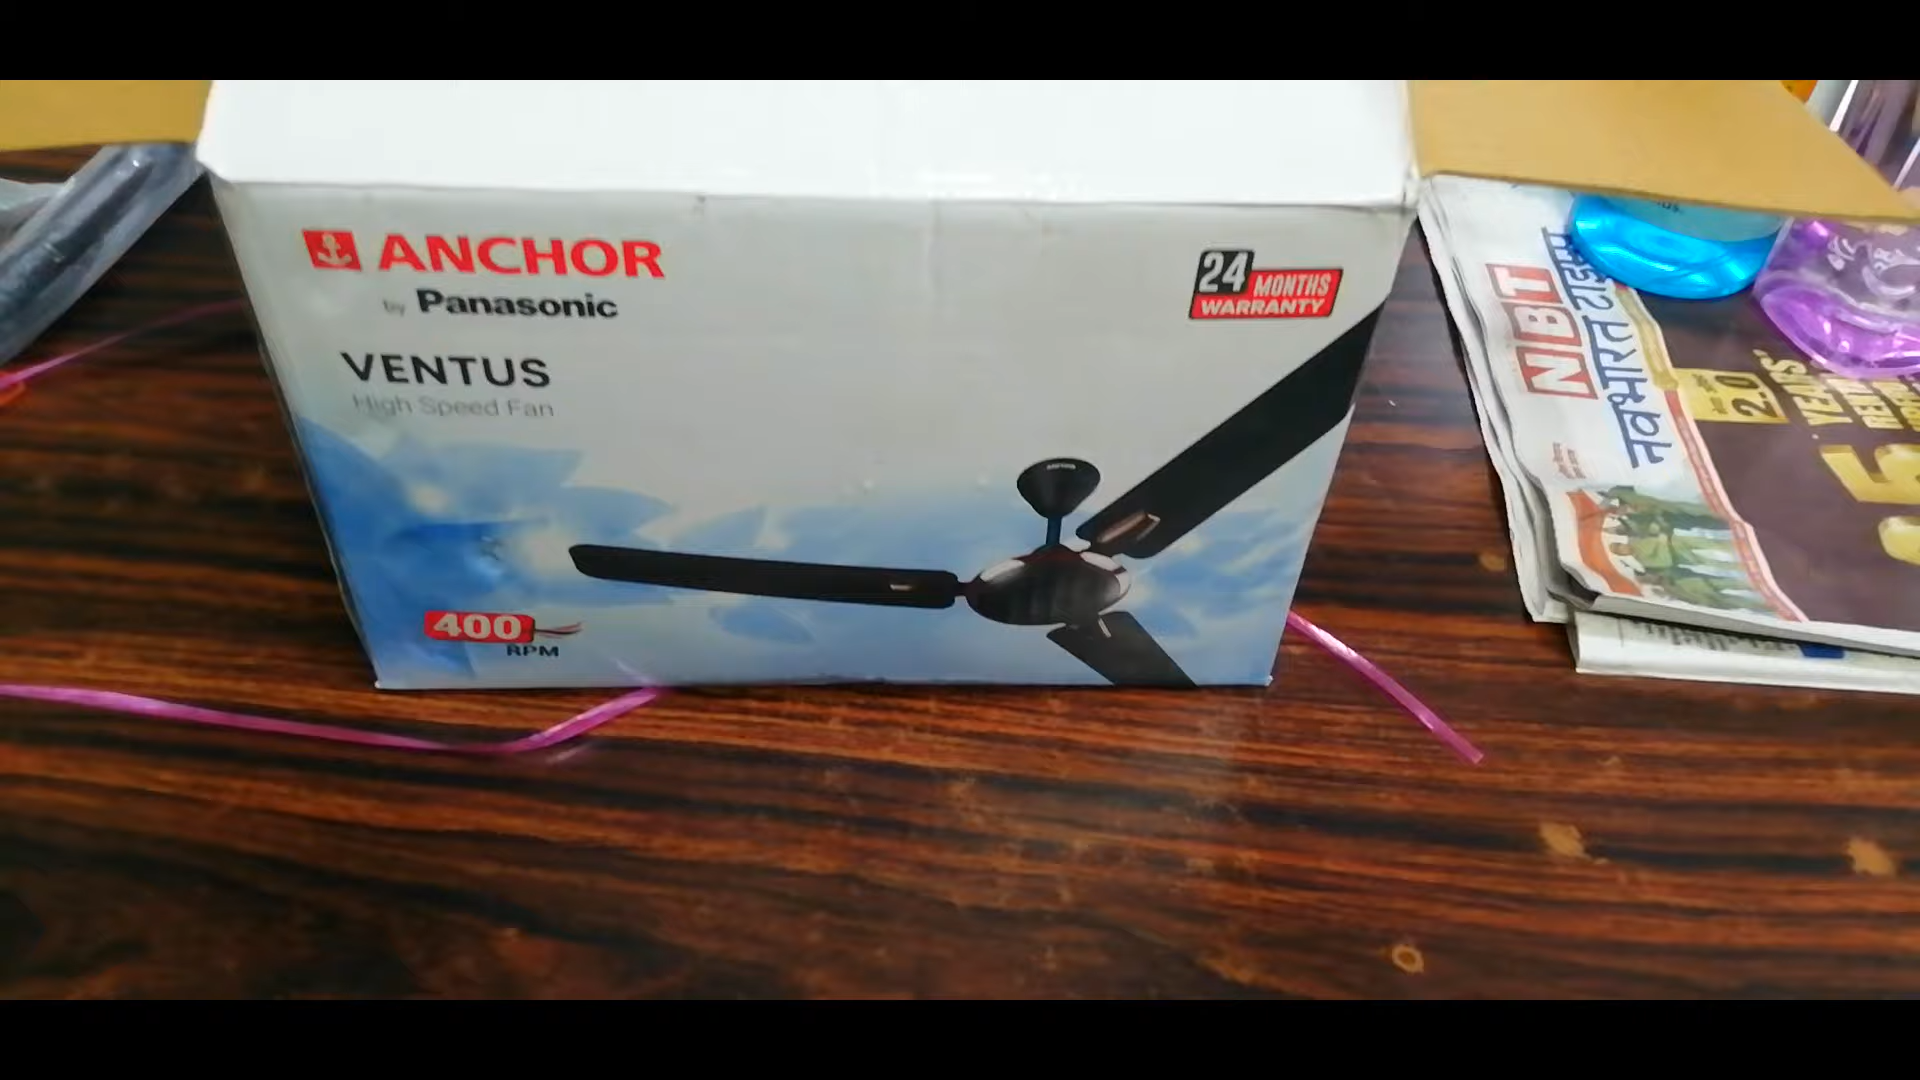 ANCHOR
by Panasonic
VENTUS
High Speed Fan
24 MONTHS
WARRANTY
400
RPM
NBT
नवभारत टाइम्स
2.0
YEARS